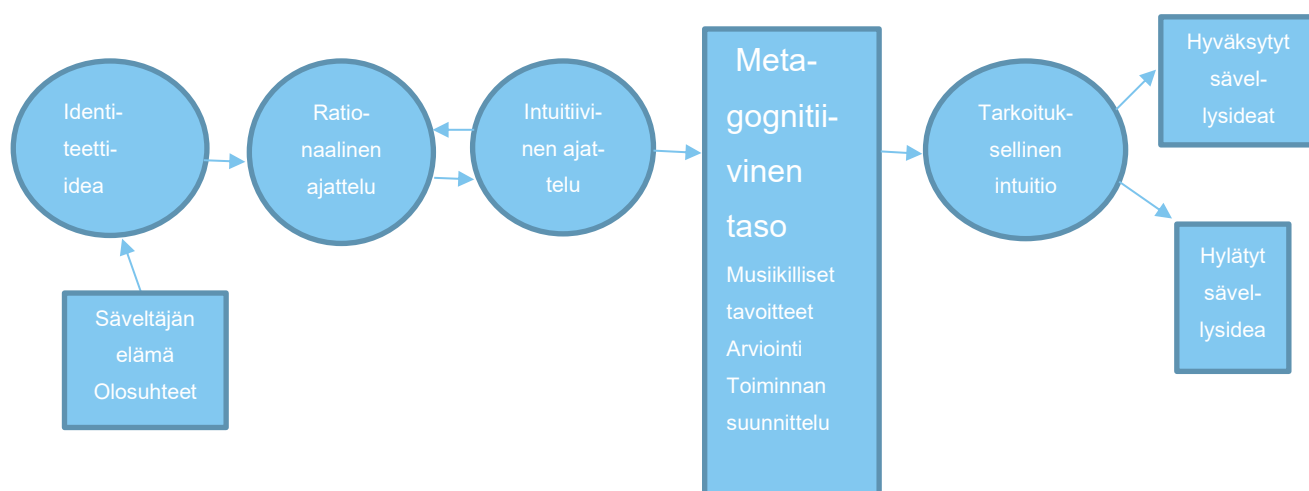 Identi-
teetti-
idea
Säveltäjän
elämä
Olosuhteet
Ratio-
naalinen
ajattelu
Intuitiivi-
nen ajat-
telu
Meta-
gognitii-
vinen
taso
Musiikilliset
tavoitteet
Arviointi
Toiminnan
suunnittelu
Tarkoituk-
sellinen
intuitio
Hyväksytyt
sävel-
lysideat
Hylätyt
sävel-
lysidea